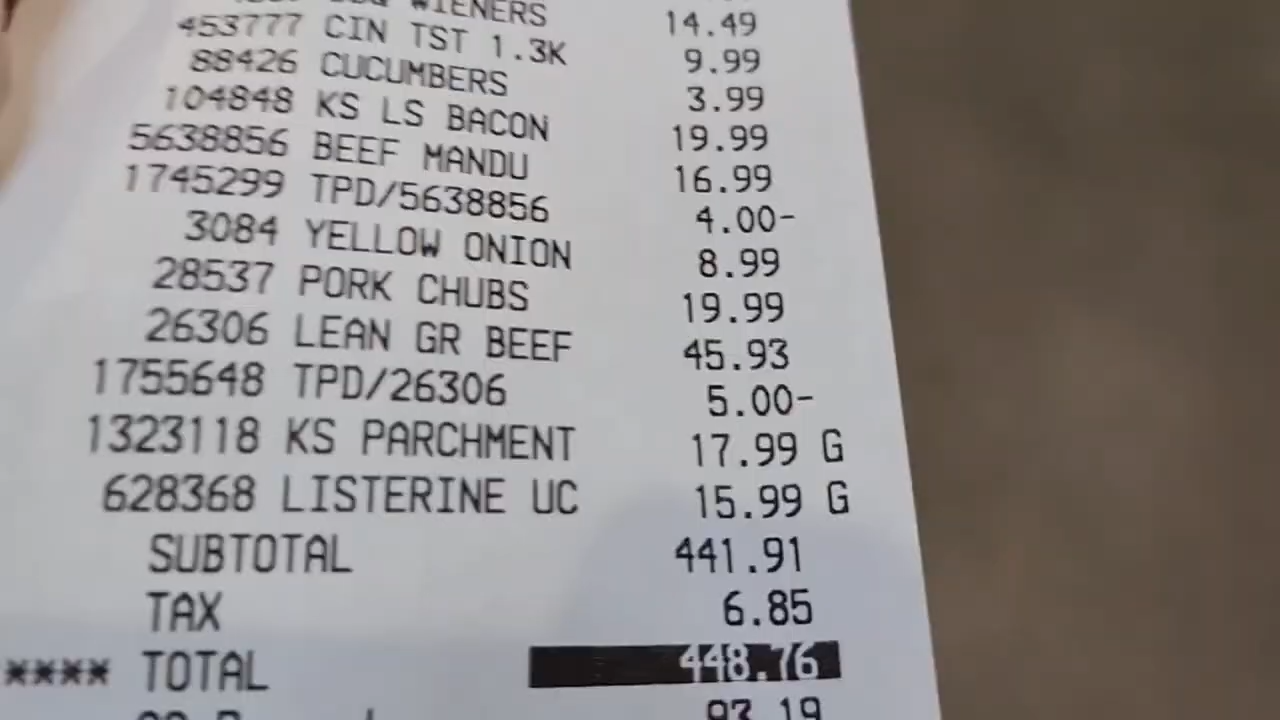 WIENERS 14.49
453777 CIN TST 1.3K 9.99
88426 CUCUMBERS 3.99
104848 KS LS BACON 19.99
5638856 BEEF MANDU 16.99
1745299 TPD/5638856 4.00-
3084 YELLOW ONION 8.99
28537 PORK CHUBS 19.99
26306 LEAN GR BEEF 45.93
1755648 TPD/26306 5.00-
1323118 KS PARCHMENT 17.99 G
628368 LISTERINE UC 15.99 G
SUBTOTAL 441.91
TAX 6.85
**** TOTAL 448.76